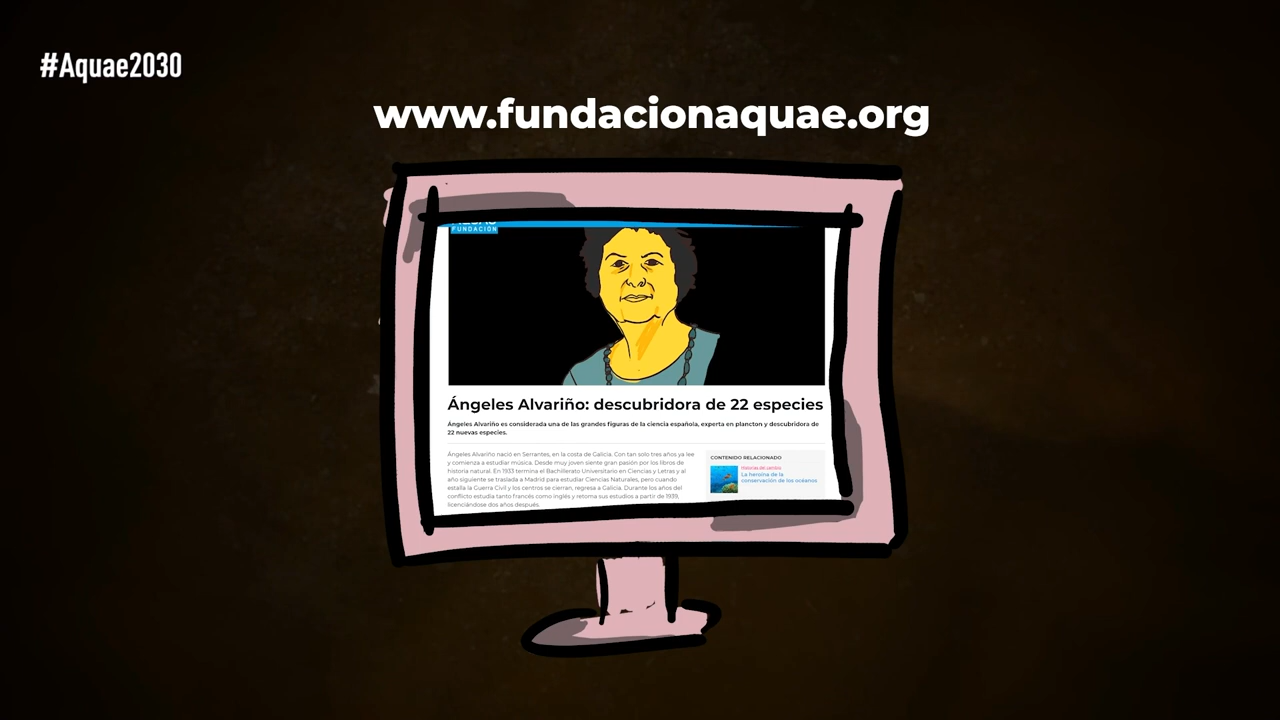 #Aquae2030
www.fundacionaquae.org
FUNDACIÓN
Ángeles Alvariño: descubridora de 22 especies
Ángeles Alvariño es considerada una de las grandes figuras de la ciencia española, experta en plancton y descubridora de
22 nuevas especies.
Ángeles Alvariño nació en Serrantes, en la costa de Galicia. Con tan solo tres años ya lee
y comienza a estudiar música. Desde muy joven siente gran pasión por los libros de
historia natural. En 1933 termina el Bachillerato Universitario en Ciencias y Letras y al
año siguiente se traslada a Madrid para estudiar Ciencias Naturales, pero cuando
estalla la Guerra Civil y los centros se cierran, regresa a Galicia. Durante los años del
conflicto estudia tanto francés como inglés y retoma sus estudios a partir de 1939,
licenciándose dos años después.
CONTENIDO RELACIONADO
Historias del cambio
La heroína de la
conservación de los océanos